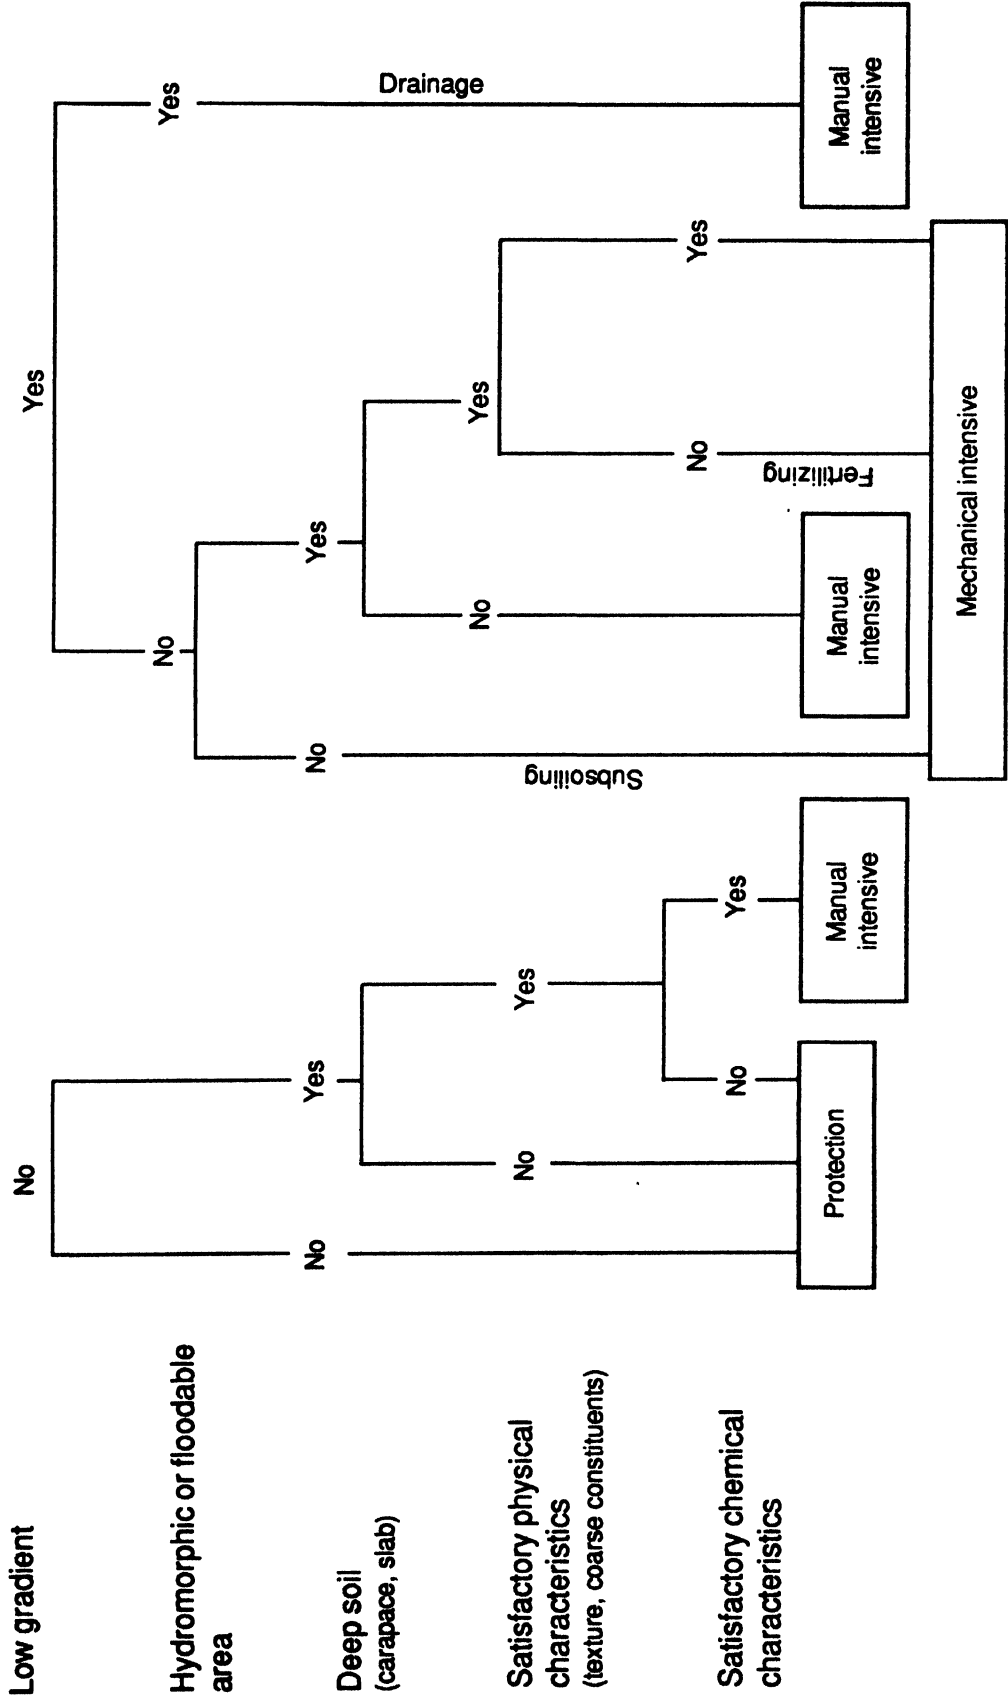 Low gradient
No
Yes
Hydromorphic or floodable
area
No
Yes
Deep soil
(carapace, slab)
No
Yes
No
Yes
Drainage
Satisfactory physical
characteristics
(texture, coarse constituents)
No
Yes
No
Yes
Subsoiling
Satisfactory chemical
characteristics
No
Yes
No
Yes
Fertilizing
Protection
Manual
intensive
Manual
intensive
Manual
intensive
Mechanical intensive